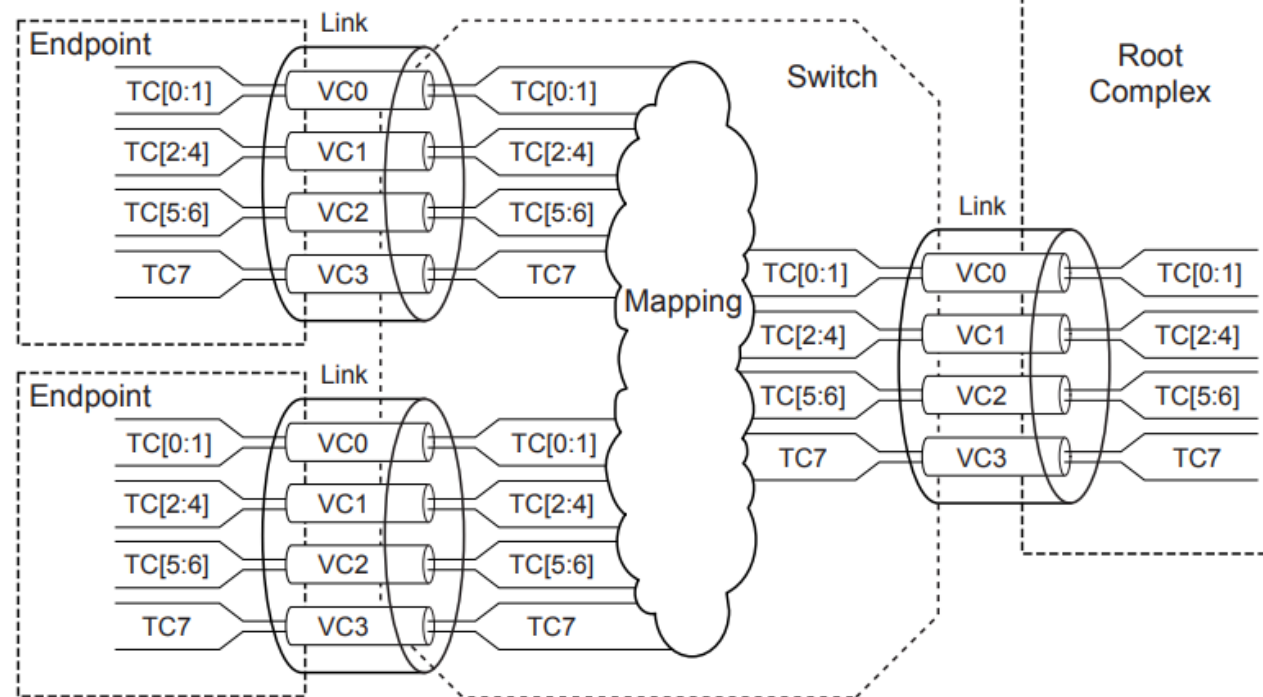 Link
Endpoint
TC[0:1]
VC0
TC[0:1]
TC[2:4]
VC1
TC[2:4]
TC[5:6]
VC2
TC[5:6]
TC7
VC3
TC7
Link
Endpoint
TC[0:1]
VC0
TC[0:1]
TC[2:4]
VC1
TC[2:4]
TC[5:6]
VC2
TC[5:6]
TC7
VC3
TC7
Mapping
Switch
Link
TC[0:1]
VC0
TC[0:1]
TC[2:4]
VC1
TC[2:4]
TC[5:6]
VC2
TC[5:6]
TC7
VC3
TC7
Root
Complex